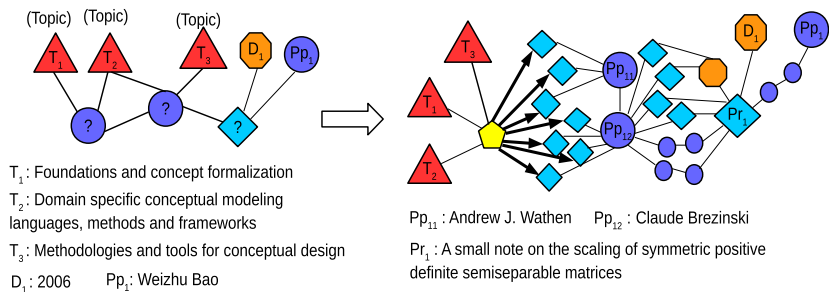 (Topic)
(Topic)
(Topic)
T1
T2
T3
D1
Pp1
?
?
?
T1 : Foundations and concept formalization
T2 : Domain specific conceptual modeling
languages, methods and frameworks
T3 : Methodologies and tools for conceptual design
D1 : 2006
Pp1: Weizhu Bao
T3
T1
T2
Pp11
Pp12
D1
Pp1
Pr1
Pp11 : Andrew J. Wathen
Pp12 : Claude Brezinski
Pr1 : A small note on the scaling of symmetric positive
definite semiseparable matrices